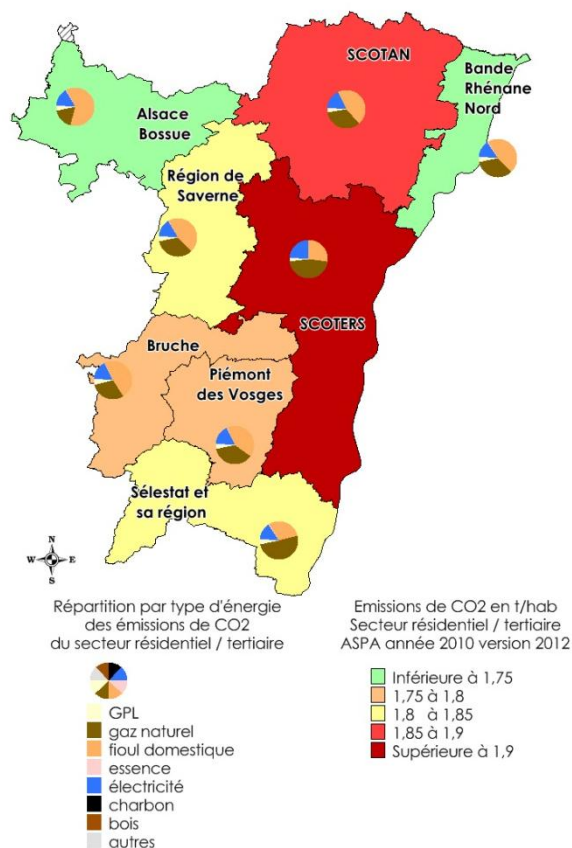 SCOTAN
Bande
Rhénane
Nord
Alsace
Bossue
Région de
Saverne
SCOTERS
Bruche
Piémont
des Vosges
Sélestat et
sa région
N
W E
S
Répartition par type d'énergie
des émissions de CO2
du secteur résidentiel / tertiaire
GPL
gaz naturel
fioul domestique
essence
électricité
charbon
bois
autres
Emissions de CO2 en t/hab
Secteur résidentiel / tertiaire
ASPA année 2010 version 2012
Inférieure à 1,75
1,75 à 1,8
1,8 à 1,85
1,85 à 1,9
Supérieure à 1,9